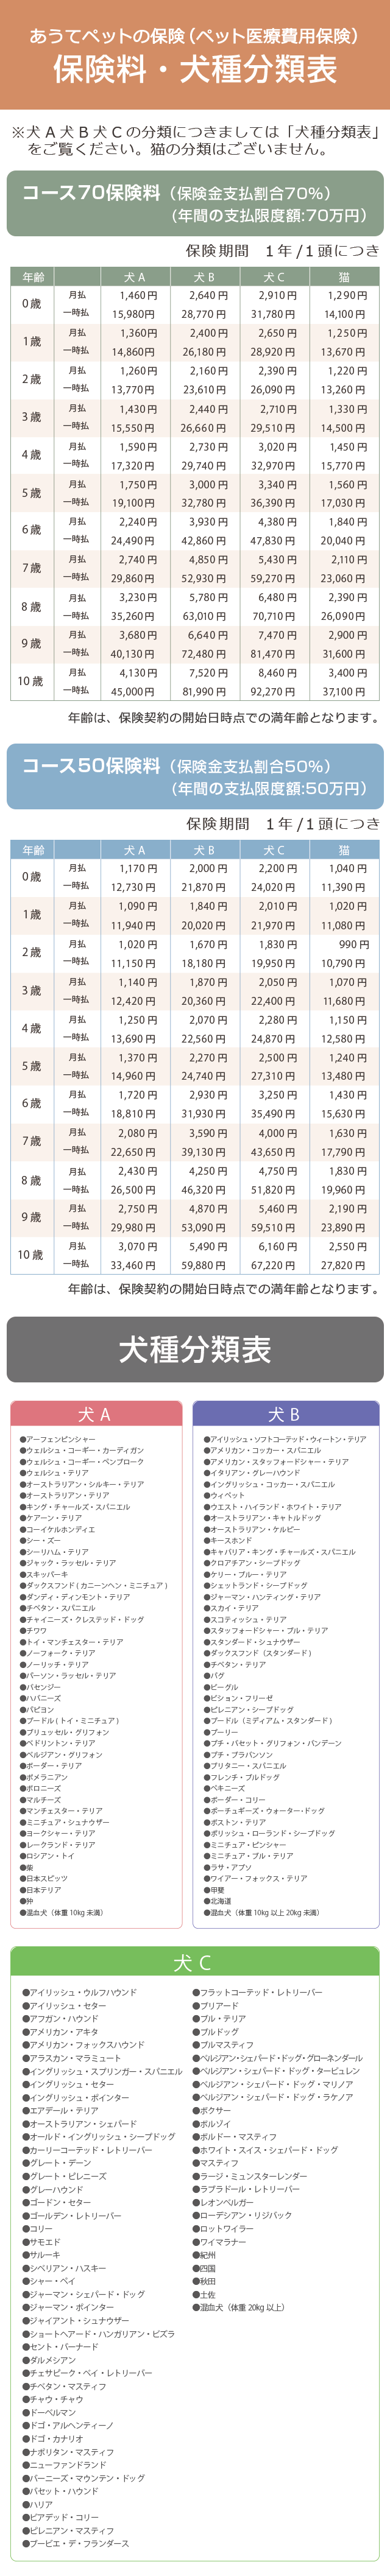 あうてペットの保険(ペット医療費用保険)
保険料・犬種分類表
※犬A犬B犬Cの分類につきましては「犬種分類表」
をご覧ください。猫の分類はございません。
コース70保険料（保険金支払割合70%）
（年間の支払限度額:70万円）
保険期間　1年/1頭につき
年齢 犬A 犬B 犬C 猫
0歳 月払 1,460円 2,640円 2,910円 1,290円
一時払 15,980円 28,770円 31,780円 14,100円
1歳 月払 1,360円 2,400円 2,650円 1,250円
一時払 14,860円 26,180円 28,920円 13,670円
2歳 月払 1,260円 2,160円 2,390円 1,220円
一時払 13,770円 23,610円 26,090円 13,260円
3歳 月払 1,430円 2,440円 2,710円 1,330円
一時払 15,550円 26,660円 29,510円 14,500円
4歳 月払 1,590円 2,730円 3,020円 1,450円
一時払 17,320円 29,740円 32,970円 15,770円
5歳 月払 1,750円 3,000円 3,340円 1,560円
一時払 19,100円 32,780円 36,390円 17,030円
6歳 月払 2,240円 3,930円 4,380円 1,840円
一時払 24,490円 42,860円 47,830円 20,040円
7歳 月払 2,740円 4,850円 5,430円 2,110円
一時払 29,860円 52,930円 59,270円 23,060円
8歳 月払 3,230円 5,780円 6,480円 2,390円
一時払 35,260円 63,010円 70,710円 26,090円
9歳 月払 3,680円 6,640円 7,470円 2,900円
一時払 40,130円 72,480円 81,470円 31,600円
10歳 月払 4,130円 7,520円 8,460円 3,400円
一時払 45,000円 81,990円 92,270円 37,100円
年齢は、保険契約の開始日時点での満年齢となります。
コース50保険料（保険金支払割合50%）
（年間の支払限度額:50万円）
保険期間　1年/1頭につき
年齢 犬A 犬B 犬C 猫
0歳 月払 1,170円 2,000円 2,200円 1,040円
一時払 12,730円 21,870円 24,020円 11,390円
1歳 月払 1,090円 1,840円 2,010円 1,020円
一時払 11,940円 20,020円 21,970円 11,080円
2歳 月払 1,020円 1,670円 1,830円 990円
一時払 11,150円 18,180円 19,950円 10,790円
3歳 月払 1,140円 1,870円 2,050円 1,070円
一時払 12,420円 20,360円 22,400円 11,680円
4歳 月払 1,250円 2,070円 2,280円 1,150円
一時払 13,690円 22,560円 24,870円 12,580円
5歳 月払 1,370円 2,270円 2,500円 1,240円
一時払 14,960円 24,740円 27,310円 13,480円
6歳 月払 1,720円 2,930円 3,250円 1,430円
一時払 18,810円 31,930円 35,490円 15,630円
7歳 月払 2,080円 3,590円 4,000円 1,630円
一時払 22,650円 39,130円 43,650円 17,790円
8歳 月払 2,430円 4,250円 4,750円 1,830円
一時払 26,500円 46,320円 51,820円 19,960円
9歳 月払 2,750円 4,870円 5,460円 2,190円
一時払 29,980円 53,090円 59,510円 23,890円
10歳 月払 3,070円 5,490円 6,160円 2,550円
一時払 33,460円 59,880円 67,220円 27,820円
年齢は、保険契約の開始日時点での満年齢となります。
犬種分類表
犬A
●アーフェンピンシャー
●ウェルシュ・コーギー・カーディガン
●ウェルシュ・コーギー・ペンブローク
●ウェルシュ・テリア
●オーストラリアン・シルキー・テリア
●オーストラリアン・テリア
●キング・チャールズ・スパニエル
●ケアーン・テリア
●コーイケルホンディエ
●シー・ズー
●シーリハム・テリア
●ジャック・ラッセル・テリア
●スキッパーキ
●ダックスフンド(カニーンヘン・ミニチュア)
●ダンディ・ディンモント・テリア
●チベタン・スパニエル
●チャイニーズ・クレステッド・ドッグ
●チワワ
●トイ・マンチェスター・テリア
●ノーフォーク・テリア
●ノーリッチ・テリア
●パーソン・ラッセル・テリア
●バセンジー
●ハバニーズ
●パピヨン
●プードル(トイ・ミニチュア)
●ブリュッセル・グリフォン
●ベドリントン・テリア
●ベルジアン・グリフォン
●ボーダー・テリア
●ポメラニアン
●ボロニーズ
●マルチーズ
●マンチェスター・テリア
●ミニチュア・シュナウザー
●ヨークシャー・テリア
●レークランド・テリア
●ロシアン・トイ
●柴
●日本スピッツ
●日本テリア
●狆
●混血犬（体重10kg未満）
犬B
●アイリッシュ・ソフトコーテッド・ウィートン・テリア
●アメリカン・コッカー・スパニエル
●アメリカン・スタッフォードシャー・テリア
●イタリアン・グレーハウンド
●イングリッシュ・コッカー・スパニエル
●ウィペット
●ウエスト・ハイランド・ホワイト・テリア
●オーストラリアン・キャトルドッグ
●オーストラリアン・ケルピー
●キースホンド
●キャバリア・キング・チャールズ・スパニエル
●クロアチアン・シープドッグ
●ケリー・ブルー・テリア
●シェットランド・シープドッグ
●ジャーマン・ハンティング・テリア
●スカイ・テリア
●スコティッシュ・テリア
●スタッフォードシャー・ブル・テリア
●スタンダード・シュナウザー
●ダックスフンド（スタンダード)
●チベタン・テリア
●パグ
●ビーグル
●ビション・フリーゼ
●ピレニアン・シープドッグ
●プードル（ミディアム・スタンダード)
●プーリー
●プチ・バセット・グリフォン・バンデーン
●プチ・ブラバンソン
●ブリタニー・スパニエル
●フレンチ・ブルドッグ
●ペキニーズ
●ボーダー・コリー
●ポーチュギーズ・ウォーター・ドッグ
●ボストン・テリア
●ポリッシュ・ローランド・シープドッグ
●ミニチュア・ピンシャー
●ミニチュア・ブル・テリア
●ラサ・アプソ
●ワイアー・フォックス・テリア
●甲斐
●北海道
●混血犬（体重10kg以上20kg未満）
犬C
●アイリッシュ・ウルフハウンド
●アイリッシュ・セター
●アフガン・ハウンド
●アメリカン・アキタ
●アメリカン・フォックスハウンド
●アラスカン・マラミュート
●イングリッシュ・スプリンガー・スパニエル
●イングリッシュ・セター
●イングリッシュ・ポインター
●エアデール・テリア
●オーストラリアン・シェパード
●オールド・イングリッシュ・シープドッグ
●カーリーコーテッド・レトリーバー
●グレート・デーン
●グレート・ピレニーズ
●グレーハウンド
●ゴードン・セター
●ゴールデン・レトリーバー
●コリー
●サモエド
●サルーキ
●シベリアン・ハスキー
●シャー・ペイ
●ジャーマン・シェパード・ドッグ
●ジャーマン・ポインター
●ジャイアント・シュナウザー
●ショートヘアード・ハンガリアン・ビズラ
●セント・バーナード
●ダルメシアン
●チェサピーク・ベイ・レトリーバー
●チベタン・マスティフ
●チャウ・チャウ
●ドーベルマン
●ドゴ・アルヘンティーノ
●ドゴ・カナリオ
●ナポリタン・マスティフ
●ニューファンドランド
●バーニーズ・マウンテン・ドッグ
●バセット・ハウンド
●ハリア
●ビアデッド・コリー
●ピレニアン・マスティフ
●ブービエ・デ・フランダース
●フラットコーテッド・レトリーバー
●ブリアード
●ブル・テリア
●ブルドッグ
●ブルマスティフ
●ベルジアン・シェパード・ドッグ・グローネンダール
●ベルジアン・シェパード・ドッグ・タービュレン
●ベルジアン・シェパード・ドッグ・マリノア
●ベルジアン・シェパード・ドッグ・ラケノア
●ボクサー
●ボルゾイ
●ボルドー・マスティフ
●ホワイト・スイス・シェパード・ドッグ
●マスティフ
●ラージ・ミュンスターレンダー
●ラブラドール・レトリーバー
●レオンベルガー
●ローデシアン・リジバック
●ロットワイラー
●ワイマラナー
●紀州
●四国
●秋田
●土佐
●混血犬（体重20kg以上）